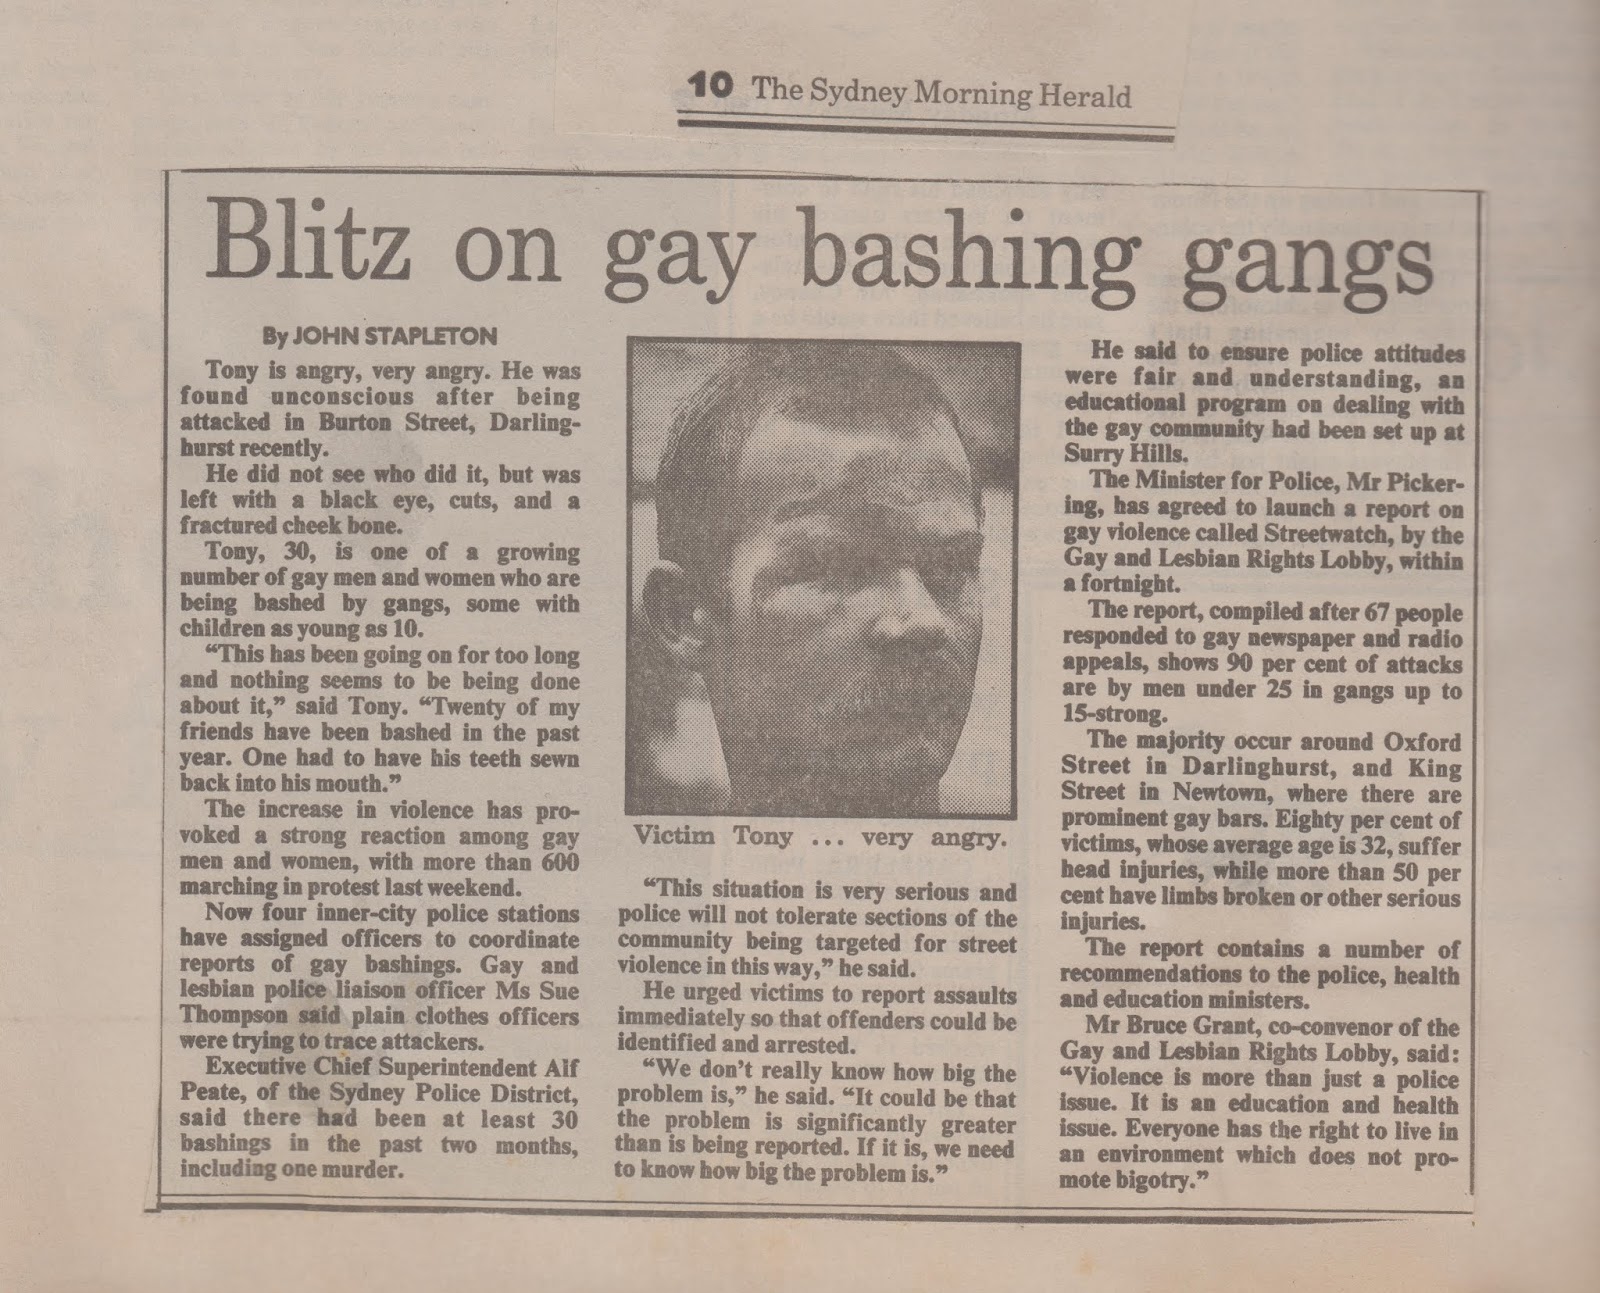 10 The Sydney Morning Herald
Blitz on gay bashing gangs
By JOHN STAPLETON
Tony is angry, very angry. He was
found unconscious after being
attacked in Burton Street, Darling-
hurst recently.
He did not see who did it, but was
left with a black eye, cuts, and a
fractured cheek bone.
Tony, 30, is one of a growing
number of gay men and women who are
being bashed by gangs, some with
children as young as 10.
“This has been going on for too long
and nothing seems to be being done
about it,” said Tony. “Twenty of my
friends have been bashed in the past
year. One had to have his teeth sewn
back into his mouth.”
The increase in violence has pro-
voked a strong reaction among gay
men and women, with more than 600
marching in protest last weekend.
Now four inner-city police stations
have assigned officers to coordinate
reports of gay bashings. Gay and
lesbian police liaison officer Ms Sue
Thompson said plain clothes officers
were trying to trace attackers.
Executive Chief Superintendent Alf
Peate, of the Sydney Police District,
said there had been at least 30
bashings in the past two months,
including one murder.
Victim Tony ... very angry.
“This situation is very serious and
police will not tolerate sections of the
community being targeted for street
violence in this way,” he said.
He urged victims to report assaults
immediately so that offenders could be
identified and arrested.
“We don’t really know how big the
problem is,” he said. “It could be that
the problem is significantly greater
than is being reported. If it is, we need
to know how big the problem is.”
He said to ensure police attitudes
were fair and understanding, an
educational program on dealing with
the gay community had been set up at
Surry Hills.
The Minister for Police, Mr Picker-
ing, has agreed to launch a report on
gay violence called Streetwatch, by the
Gay and Lesbian Rights Lobby, within
a fortnight.
The report, compiled after 67 people
responded to gay newspaper and radio
appeals, shows 90 per cent of attacks
are by men under 25 in gangs up to
15-strong.
The majority occur around Oxford
Street in Darlinghurst, and King
Street in Newtown, where there are
prominent gay bars. Eighty per cent of
victims, whose average age is 32, suffer
head injuries, while more than 50 per
cent have limbs broken or other serious
injuries.
The report contains a number of
recommendations to the police, health
and education ministers.
Mr Bruce Grant, co-convenor of the
Gay and Lesbian Rights Lobby, said:
“Violence is more than just a police
issue. It is an education and health
issue. Everyone has the right to live in
an environment which does not pro-
mote bigotry.”